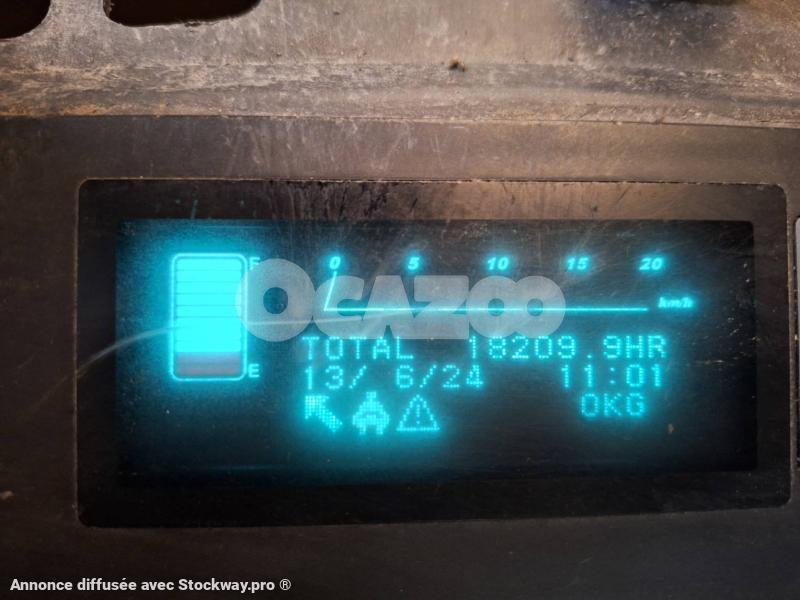 F
0 5 10 15 20
km/h
OCAZOO
TOTAL 18209.9HR
E
13/ 6/24 11:01
0KG
Annonce diffusée avec Stockway.pro ®